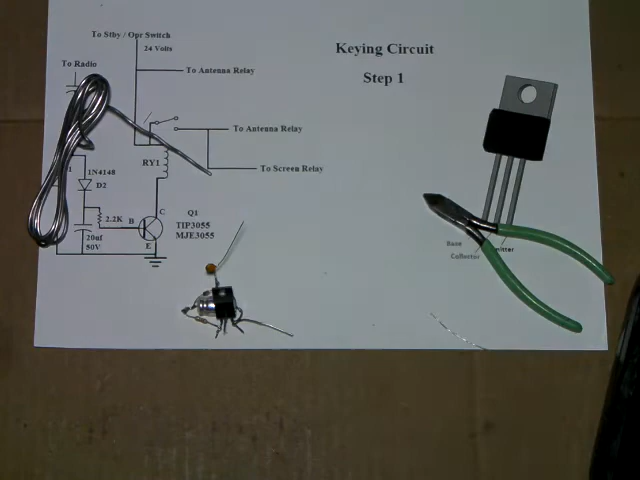 To Stby / Opr Switch
24 Volts
To Radio
To Antenna Relay
Keying Circuit
Step 1
To Antenna Relay
RY1
To Screen Relay
1N4148
D2
C
Q1
2.2K
B
TIP3055
MJE3055
20uf
50V
E
Base
Collector